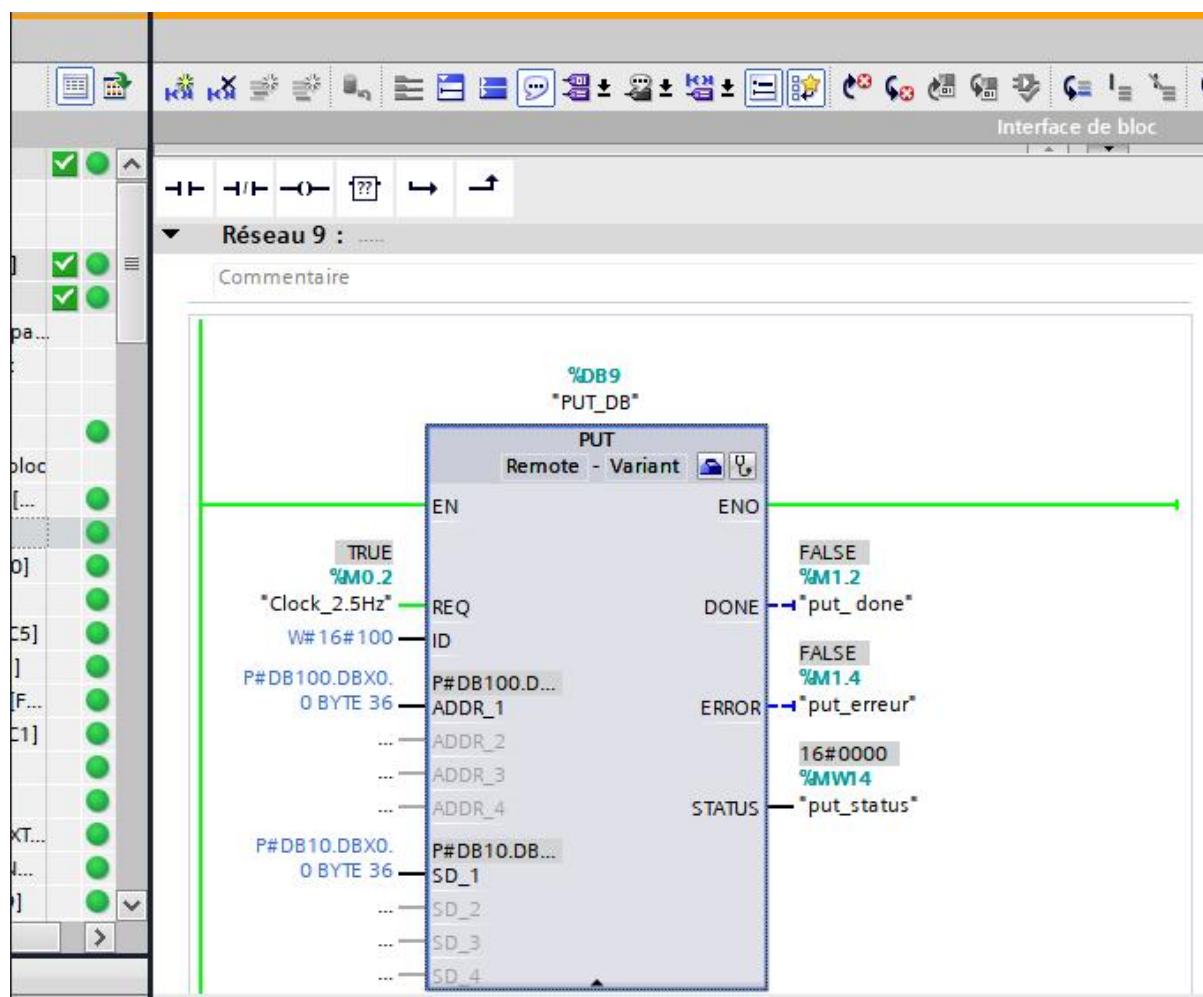 Interface de bloc
??
Réseau 9 : .....
Commentaire
]
pa...
:
bloc
[...
0]
C5]
]
[F...
C1]
XT...
N...
]
%DB9
"PUT_DB"
PUT
Remote - Variant
EN
ENO
TRUE
%M0.2
"Clock_2.5Hz"
REQ
W#16#100
ID
P#DB100.DBX0.
0 BYTE 36
P#DB100.D...
ADDR_1
... ADDR_2
... ADDR_3
... ADDR_4
P#DB10.DBX0.
0 BYTE 36
P#DB10.DB...
SD_1
... SD_2
... SD_3
... SD_4
FALSE
%M1.2
DONE
"put_ done"
FALSE
%M1.4
ERROR
"put_erreur"
16#0000
%MW14
STATUS
"put_status"